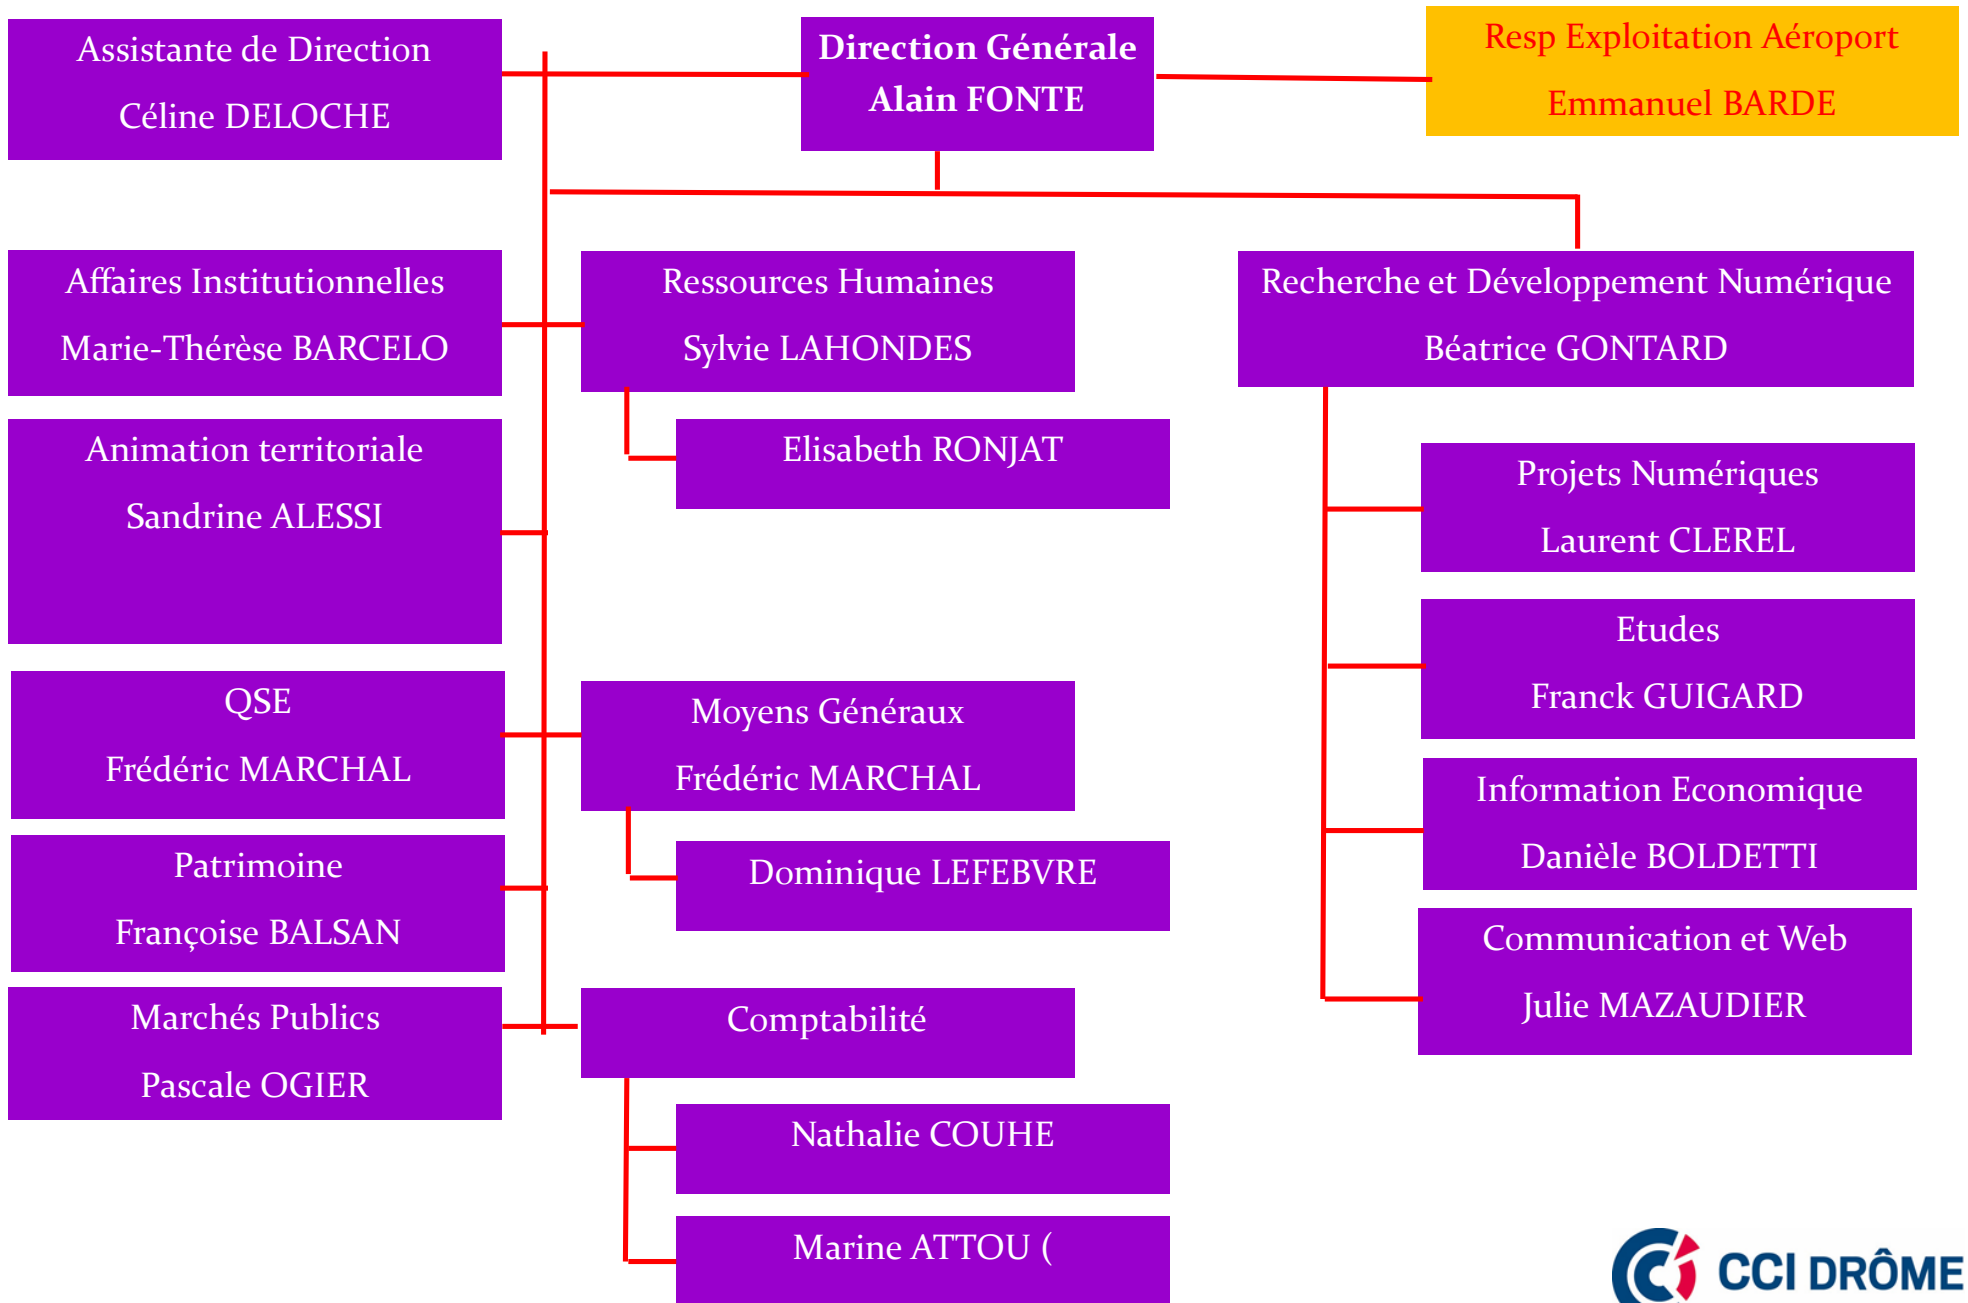 Assistante de Direction
Céline DELOCHE
Direction Générale
Alain FONTE
Resp Exploitation Aéroport
Emmanuel BARDE
Affaires Institutionnelles
Marie-Thérèse BARCELO
Ressources Humaines
Sylvie LAHONDES
Recherche et Développement Numérique
Béatrice GONTARD
Animation territoriale
Sandrine ALESSI
Elisabeth RONJAT
Projets Numériques
Laurent CLEREL
Etudes
Franck GUIGARD
QSE
Frédéric MARCHAL
Moyens Généraux
Frédéric MARCHAL
Information Economique
Danièle BOLDETTI
Patrimoine
Françoise BALSAN
Dominique LEFEBVRE
Communication et Web
Julie MAZAUDIER
Marchés Publics
Pascale OGIER
Comptabilité
Nathalie COUHE
Marine ATTOU (
CCI DRÔME